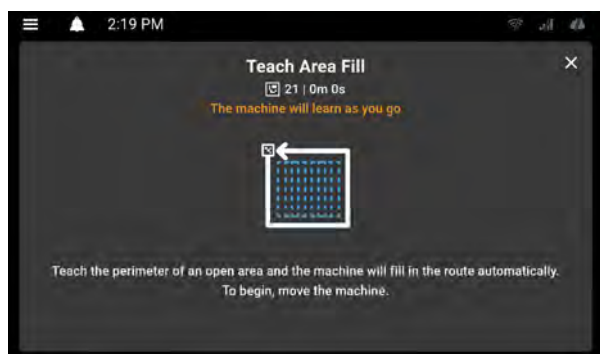 2:19 PM
Teach Area Fill
21 | 0m 0s
The machine will learn as you go
Teach the perimeter of an open area and the machine will fill in the route automatically.
To begin, move the machine.